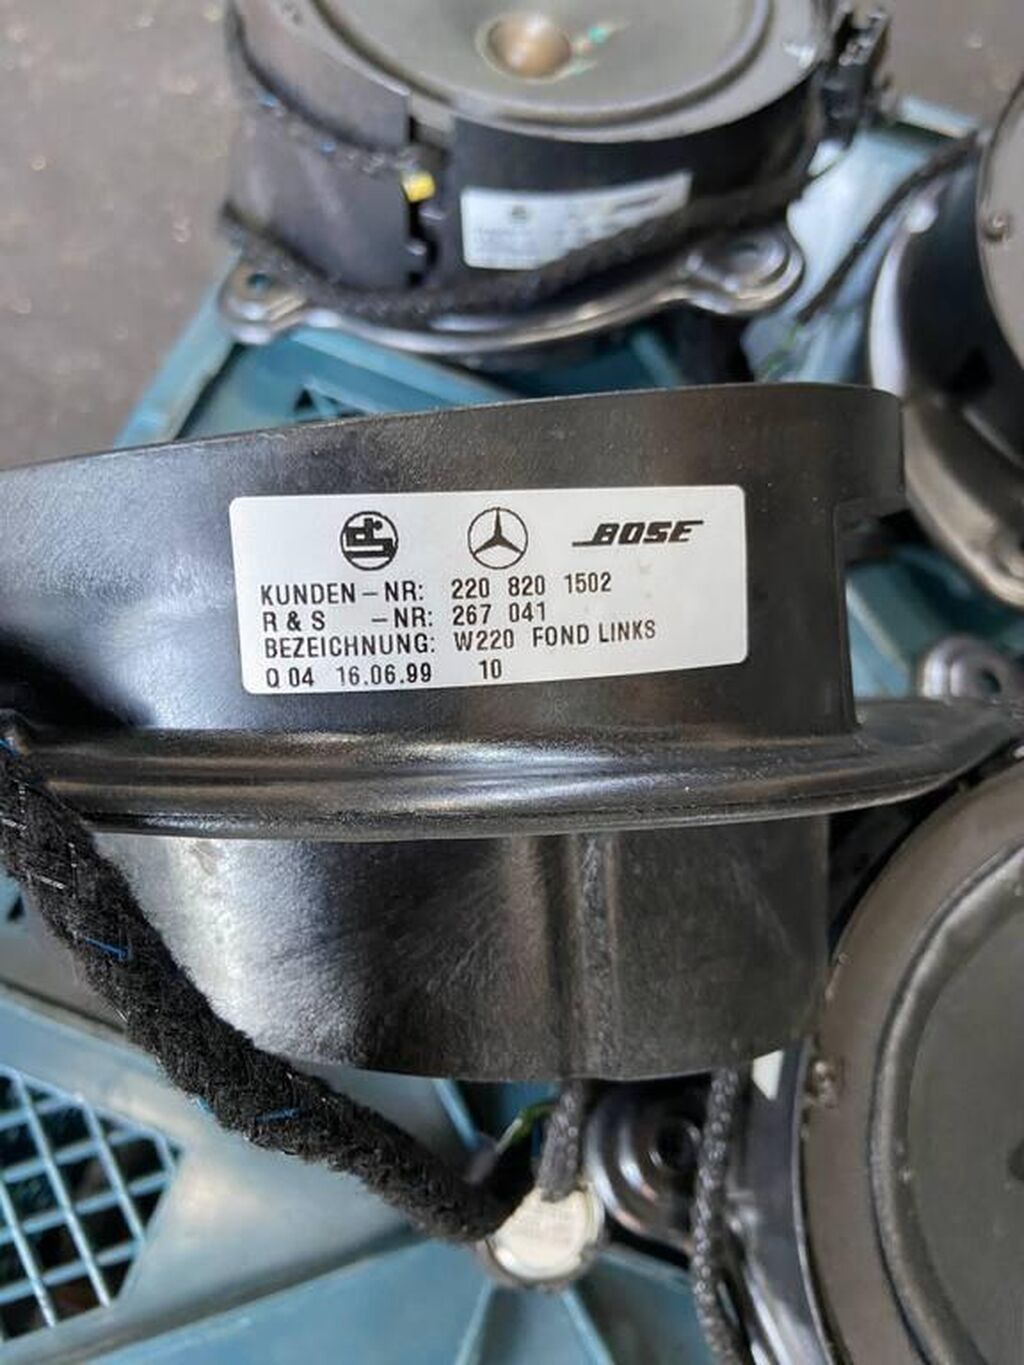 BOSE
KUNDEN-NR: 220 820 1502
R & S -NR: 267 041
BEZEICHNUNG: W220 FOND LINKS
Q 04 16.06.99 10